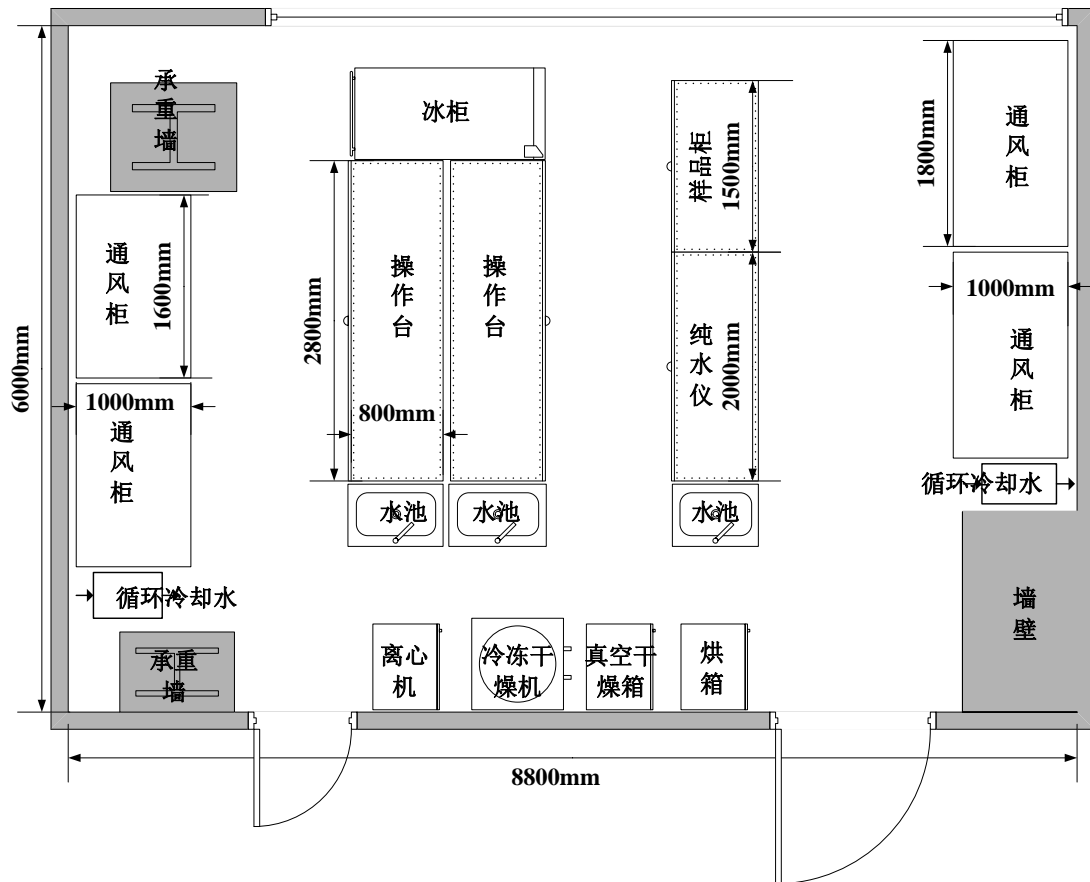 承
重
墙
冰柜
样品柜
1500mm
1800mm
通
风
柜
通
风
柜
1600mm
操
作
台
操
作
台
2800mm
纯
水
仪
2000mm
1000mm
通
风
柜
6000mm
1000mm
通
风
柜
800mm
水池
水池
水池
循环冷却水
循环冷却水
承重
墙
离心
机
冷冻干
燥机
真空干
燥箱
烘
箱
墙
壁
8800mm